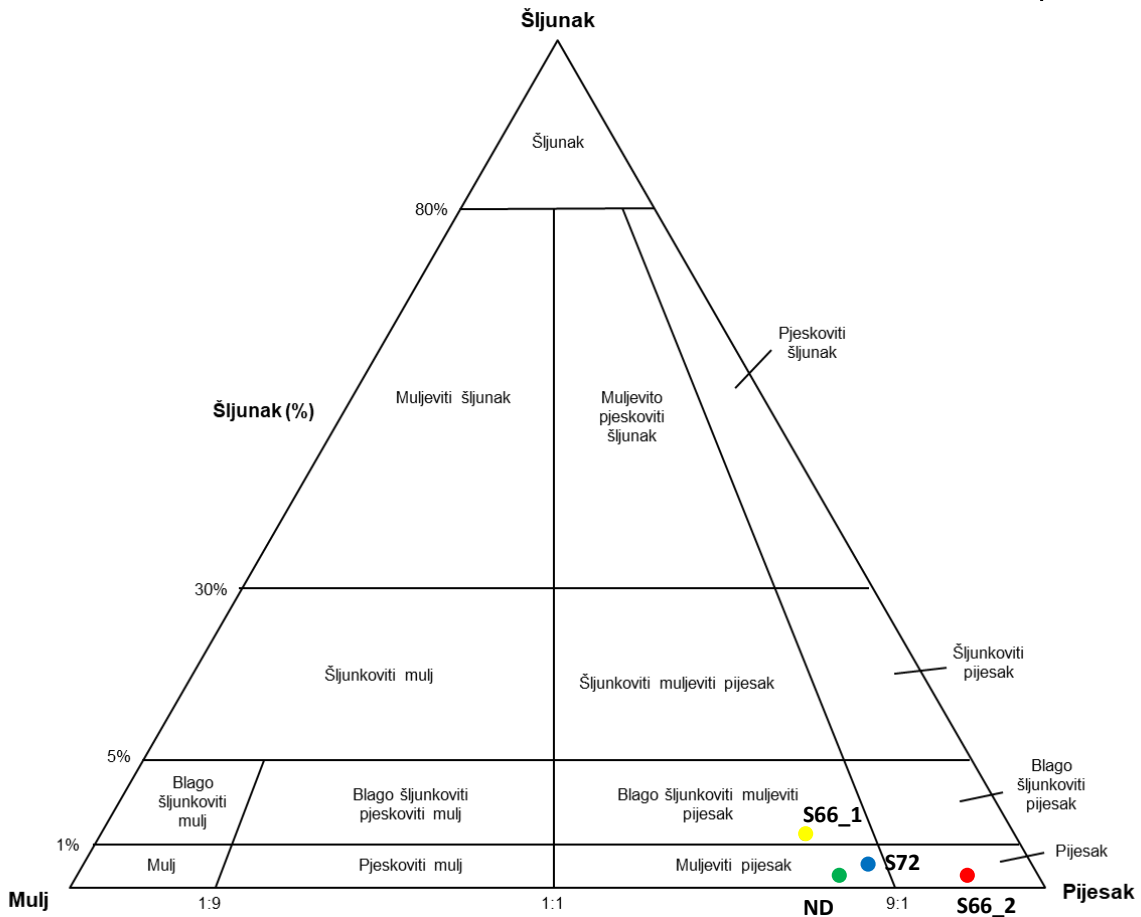 Šljunak
Šljunak
80%
Pjeskoviti
šljunak
Muljeviti šljunak
Muljevito
pjeskoviti
šljunak
Šljunak (%)
30%
Šljunkoviti mulj
Šljunkoviti muljeviti pijesak
Šljunkoviti
pijesak
5%
Blago
šljunkoviti
mulj
Blago šljunkoviti
pjeskoviti mulj
Blago šljunkoviti muljeviti
pijesak
Blago
šljunkoviti
pijesak
S66_1
1%
Mulj
Pjeskoviti mulj
Muljeviti pijesak
S72
Pijesak
Mulj
1:9
1:1
ND
9:1
S66_2
Pijesak